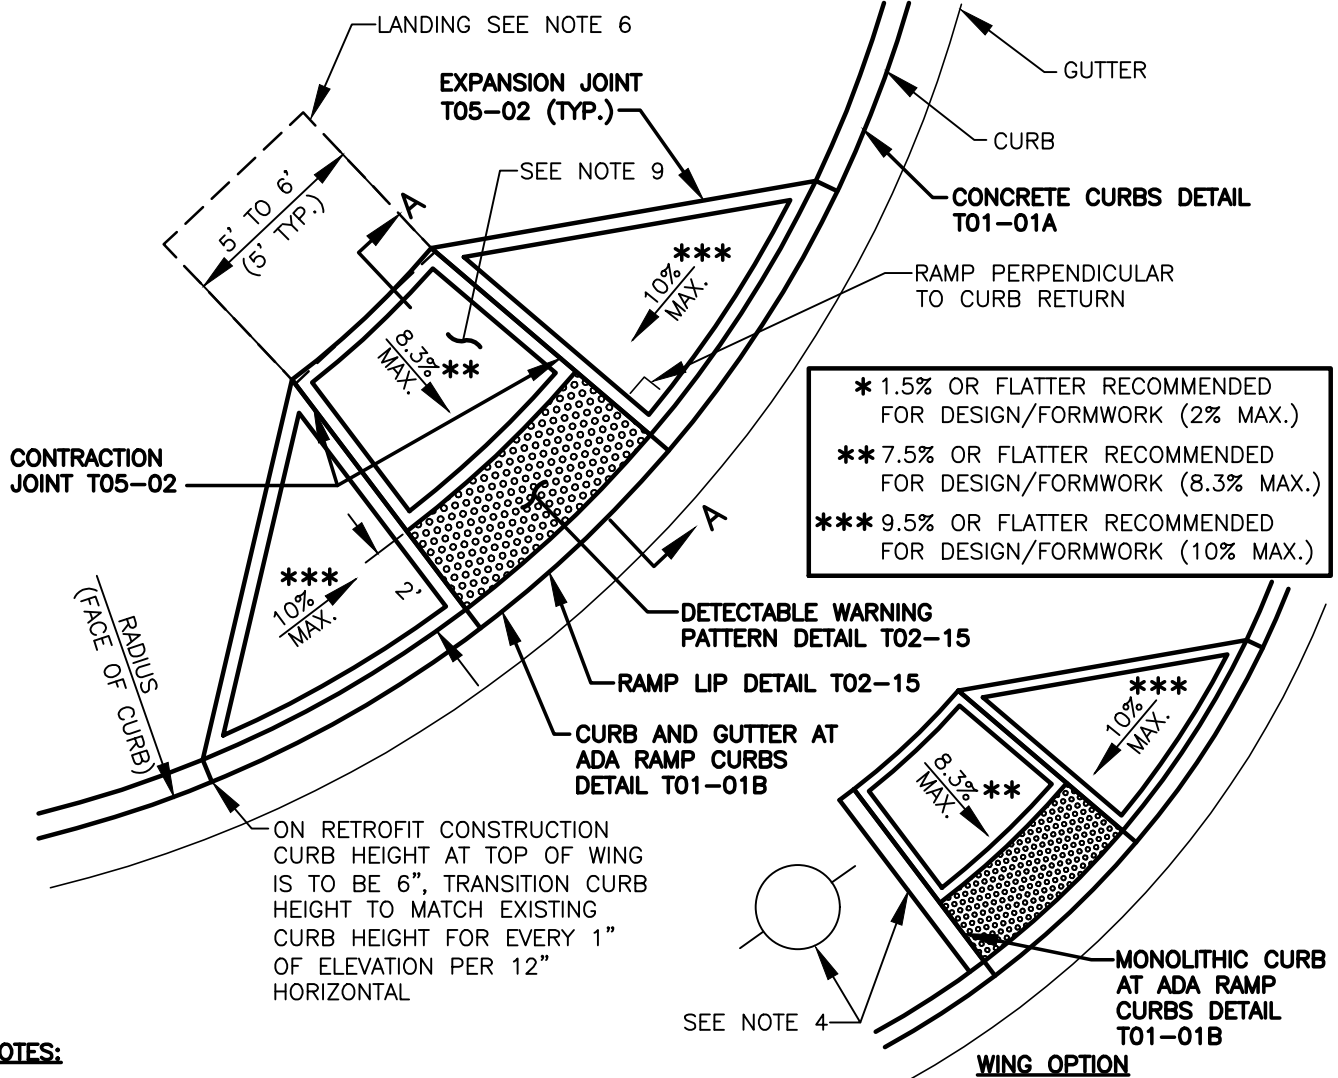 LANDING SEE NOTE 6
EXPANSION JOINT
T05-02 (TYP.)
GUTTER
SEE NOTE 9
CURB
CONCRETE CURBS DETAIL
T01-01A
5' TO 6'
(5' TYP.)
A
10% ***
MAX.
RAMP PERPENDICULAR
TO CURB RETURN
8.3% **
MAX.
* 1.5% OR FLATTER RECOMMENDED
FOR DESIGN/FORMWORK (2% MAX.)
** 7.5% OR FLATTER RECOMMENDED
FOR DESIGN/FORMWORK (8.3% MAX.)
*** 9.5% OR FLATTER RECOMMENDED
FOR DESIGN/FORMWORK (10% MAX.)
CONTRACTION
JOINT T05-02
A
***
10%
MAX.
2'
RADIUS
(FACE OF CURB)
DETECTABLE WARNING
PATTERN DETAIL T02-15
RAMP LIP DETAIL T02-15
CURB AND GUTTER AT
ADA RAMP CURBS
DETAIL T01-01B
***
10%
MAX.
8.3% **
MAX.
ON RETROFIT CONSTRUCTION
CURB HEIGHT AT TOP OF WING
IS TO BE 6", TRANSITION CURB
HEIGHT TO MATCH EXISTING
CURB HEIGHT FOR EVERY 1"
OF ELEVATION PER 12"
HORIZONTAL
MONOLITHIC CURB
AT ADA RAMP
CURBS DETAIL
T01-01B
SEE NOTE 4
WING OPTION
OTES: